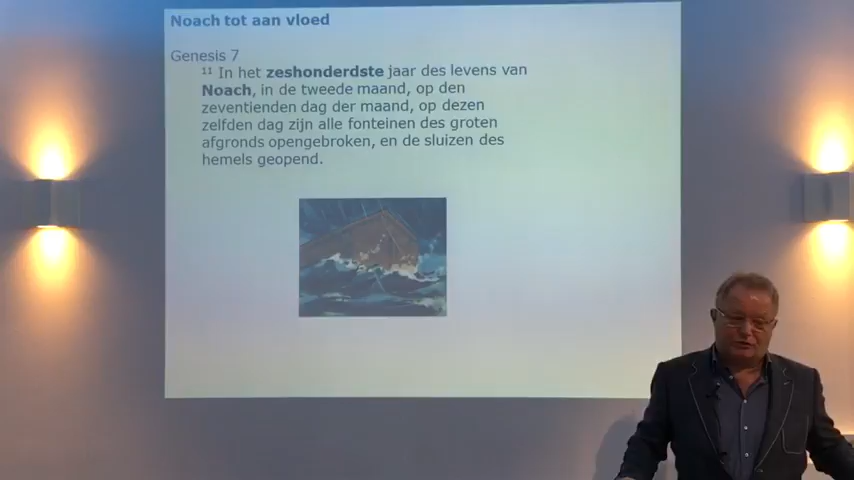 Noach tot aan vloed
Genesis 7
11 In het zeshonderdste jaar des levens van
Noach, in de tweede maand, op den
zeventienden dag der maand, op dezen
zelfden dag zijn alle fonteinen des groten
afgronds opengebroken, en de sluizen des
hemels geopend.